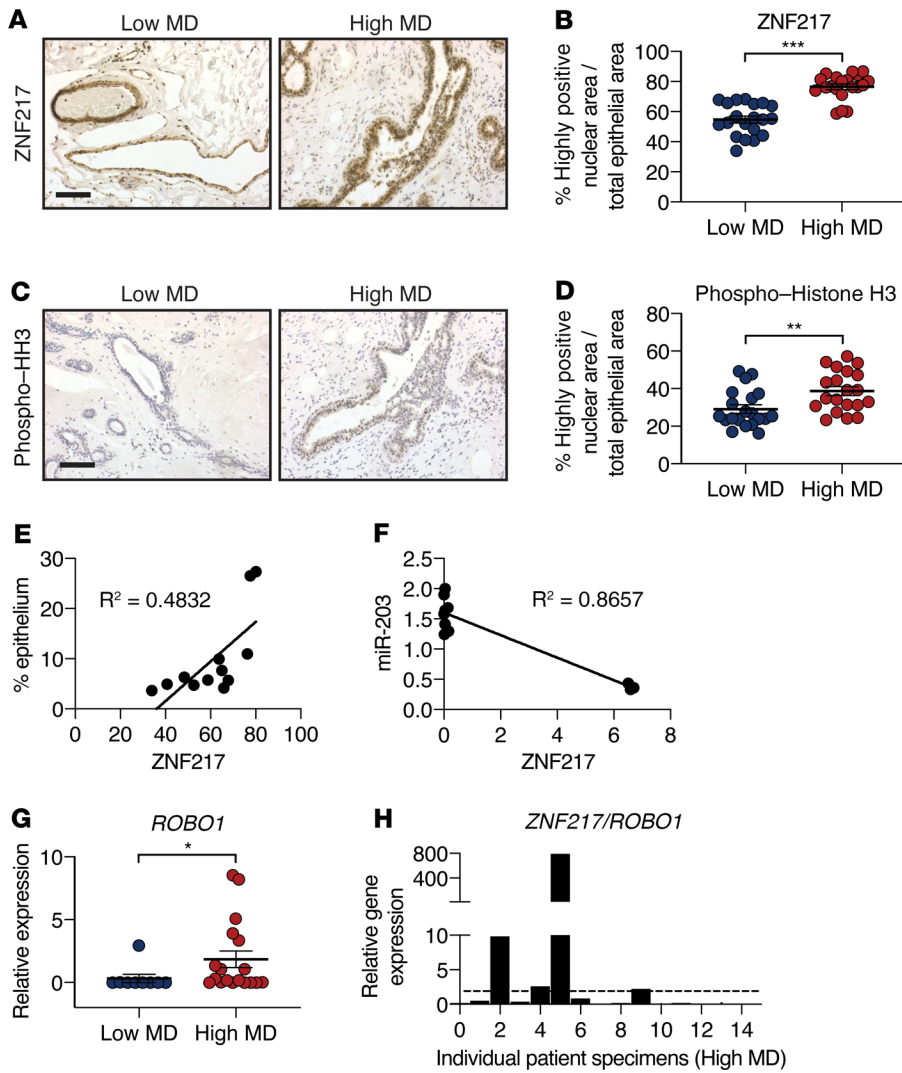 A
Low MD
High MD
ZNF217
B
ZNF217
***
% Highly positive
nuclear area /
total epithelial area
100
80
60
40
20
0
Low MD
High MD
C
Low MD
High MD
Phospho–HH3
D
Phospho–Histone H3
**
% Highly positive
nuclear area /
total epithelial area
80
60
40
20
0
Low MD
High MD
E
% epithelium
30
20
10
0
R² = 0.4832
0 20 40 60 80 100
ZNF217
F
miR-203
2.5
2.0
1.5
1.0
0.5
0.0
R² = 0.8657
0 2 4 6 8
ZNF217
G
ROBO1
*
Relative expression
10
5
0
Low MD
High MD
H
ZNF217/ROBO1
Relative gene
expression
800
400
10
5
0
0 2 4 6 8 10 12 14
Individual patient specimens (High MD)